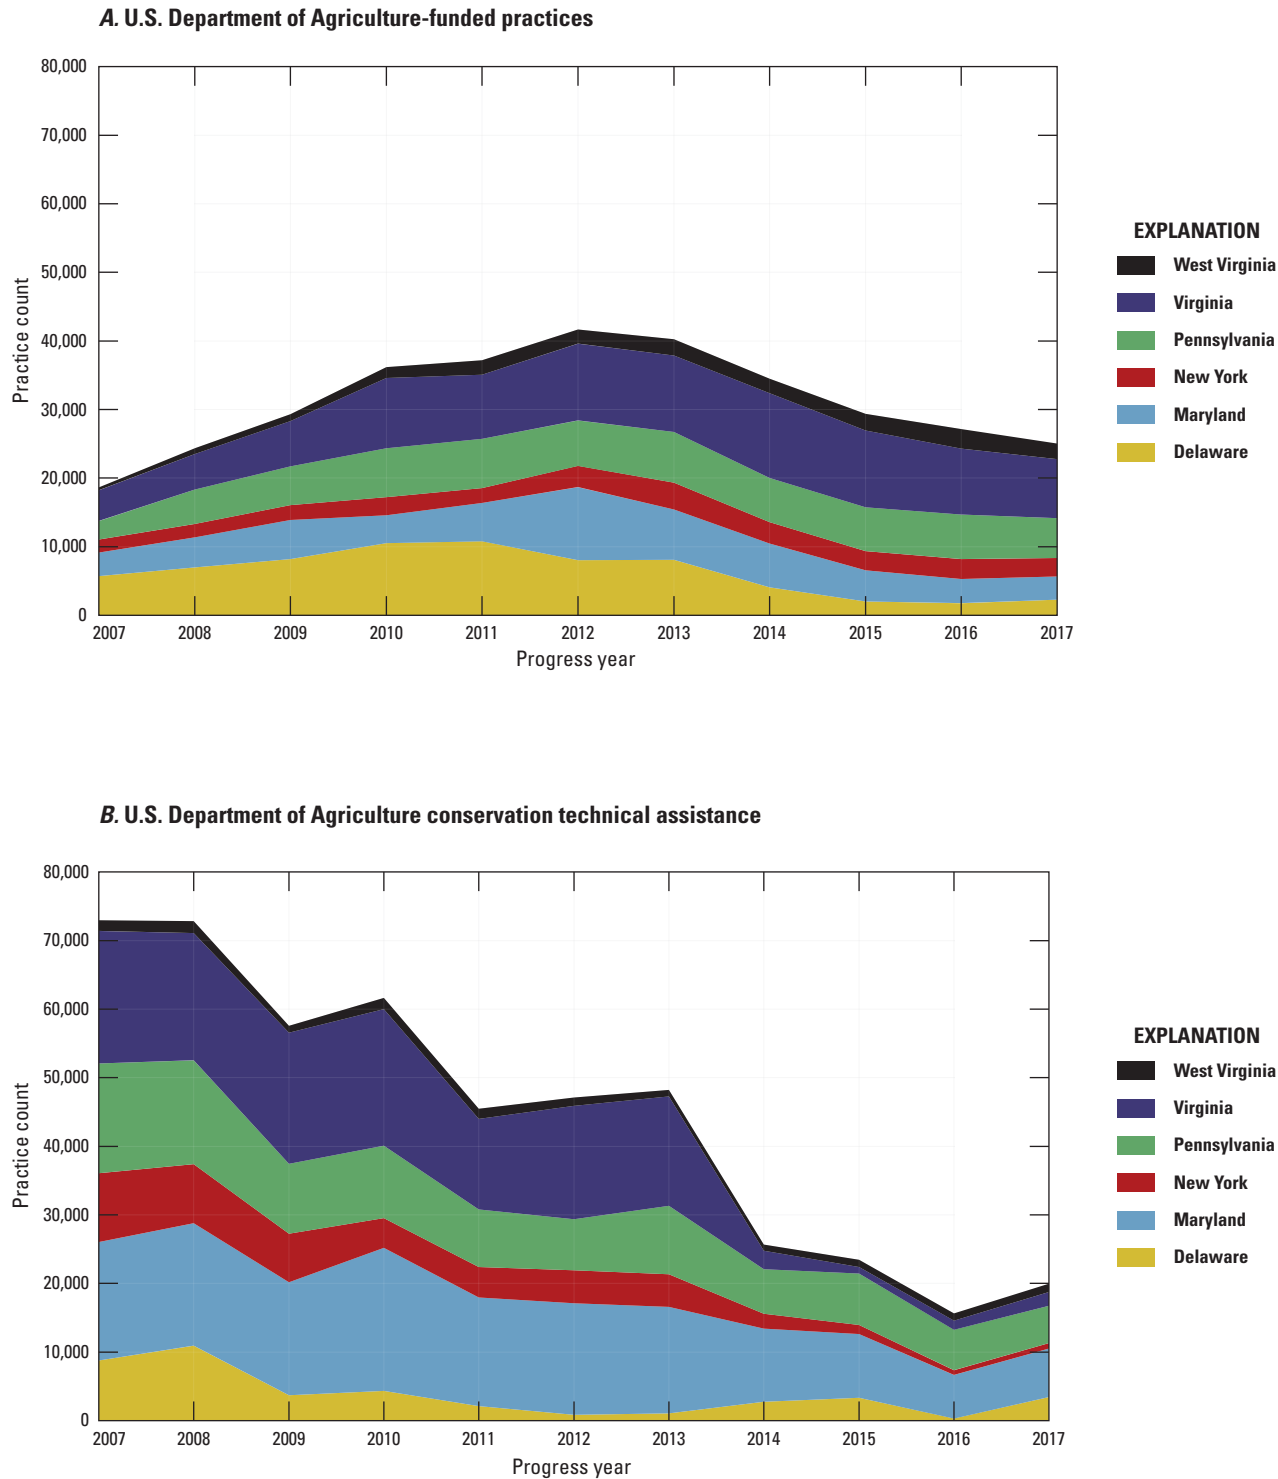 A. U.S. Department of Agriculture-funded practices
80,000
70,000
60,000
50,000
40,000
30,000
20,000
10,000
0
Practice count
2007 2008 2009 2010 2011 2012 2013 2014 2015 2016 2017
Progress year
EXPLANATION
West Virginia
Virginia
Pennsylvania
New York
Maryland
Delaware
B. U.S. Department of Agriculture conservation technical assistance
80,000
70,000
60,000
50,000
40,000
30,000
20,000
10,000
0
Practice count
2007 2008 2009 2010 2011 2012 2013 2014 2015 2016 2017
Progress year
EXPLANATION
West Virginia
Virginia
Pennsylvania
New York
Maryland
Delaware